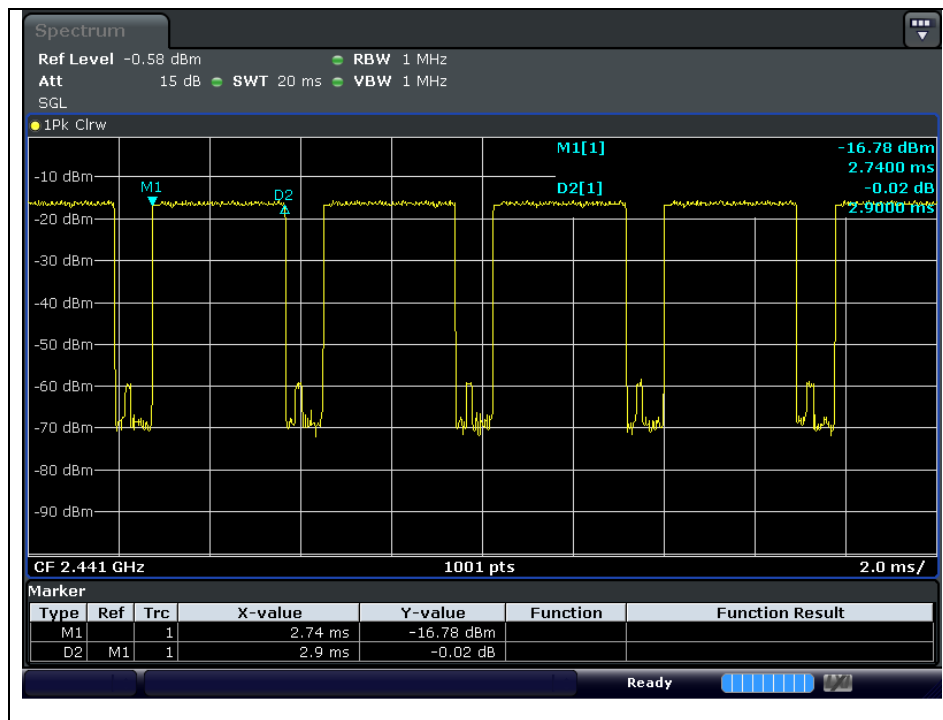 Spectrum
Ref Level -0.58 dBm RBW 1 MHz
Att 15 dB SWT 20 ms VBW 1 MHz
SGL
1Pk Clrw
M1[1] -16.78 dBm
2.7400 ms
D2[1] -0.02 dB
2.9000 ms
M1
D2
-10 dBm
-20 dBm
-30 dBm
-40 dBm
-50 dBm
-60 dBm
-70 dBm
-80 dBm
-90 dBm
CF 2.441 GHz 1001 pts 2.0 ms/
Marker
Type Ref Trc X-value Y-value Function Function Result
M1 1 2.74 ms -16.78 dBm
D2 M1 1 2.9 ms -0.02 dB
Ready